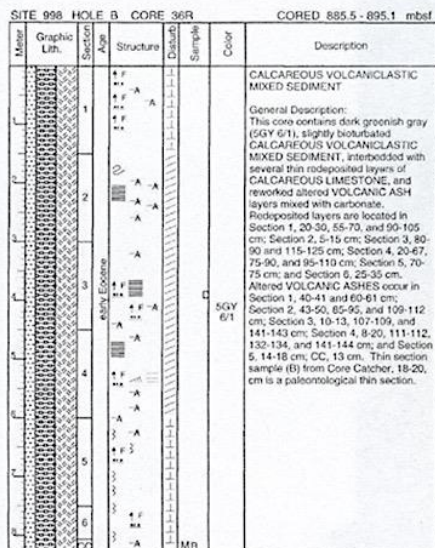 SITE 998 HOLE B CORE 36R CORED 885.5 - 895.1 mbsf
Meter Graphic Lith. Section Age Structure Disturb Sample Color Description
CALCAREOUS VOLCANICLASTIC
MIXED SEDIMENT
General Description:
This core contains dark greenish gray
(5GY 6/1), slightly bioturbated
CALCAREOUS VOLCANICLASTIC
MIXED SEDIMENT, interbedded with
several thin redeposited layers of
CALCAREOUS LIMESTONE, and
reworked altered VOLCANIC ASH
layers mixed with carbonate.
Redeposited layers are located in
Section 1, 20-30, 55-70, and 90-105
cm; Section 2, 5-15 cm; Section 3, 80-
90 and 115-125 cm; Section 4, 20-67,
75-90, and 95-110 cm; Section 5, 70-
75 cm; and Section 6, 25-35 cm.
Altered VOLCANIC ASHES occur in
Section 1, 40-41 and 60-61 cm;
Section 2, 43-50, 85-95, and 109-112
cm; Section 3, 10-13, 107-109, and
141-143 cm; Section 4, 8-20, 111-112,
132-134, and 141-144 cm; and Section
5, 14-18 cm; CC, 13 cm. Thin section
sample (B) from Core Catcher, 18-20,
cm is a paleontological thin section.
early Eocene
5GY
6/1
1
2
3
4
5
6
CC
MB